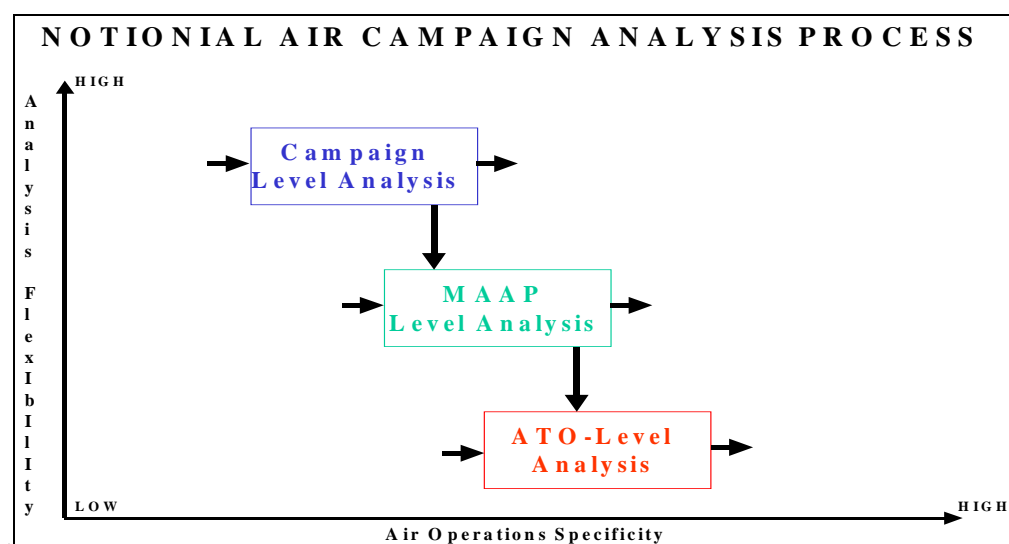 NOTIONIAL AIR CAMPAIGN ANALYSIS PROCESS
HIGH
Analysis FlexIbIlIty
Campaign
Level Analysis
MAAP
Level Analysis
ATO-Level
Analysis
LOW
HIGH
Air Operations Specificity